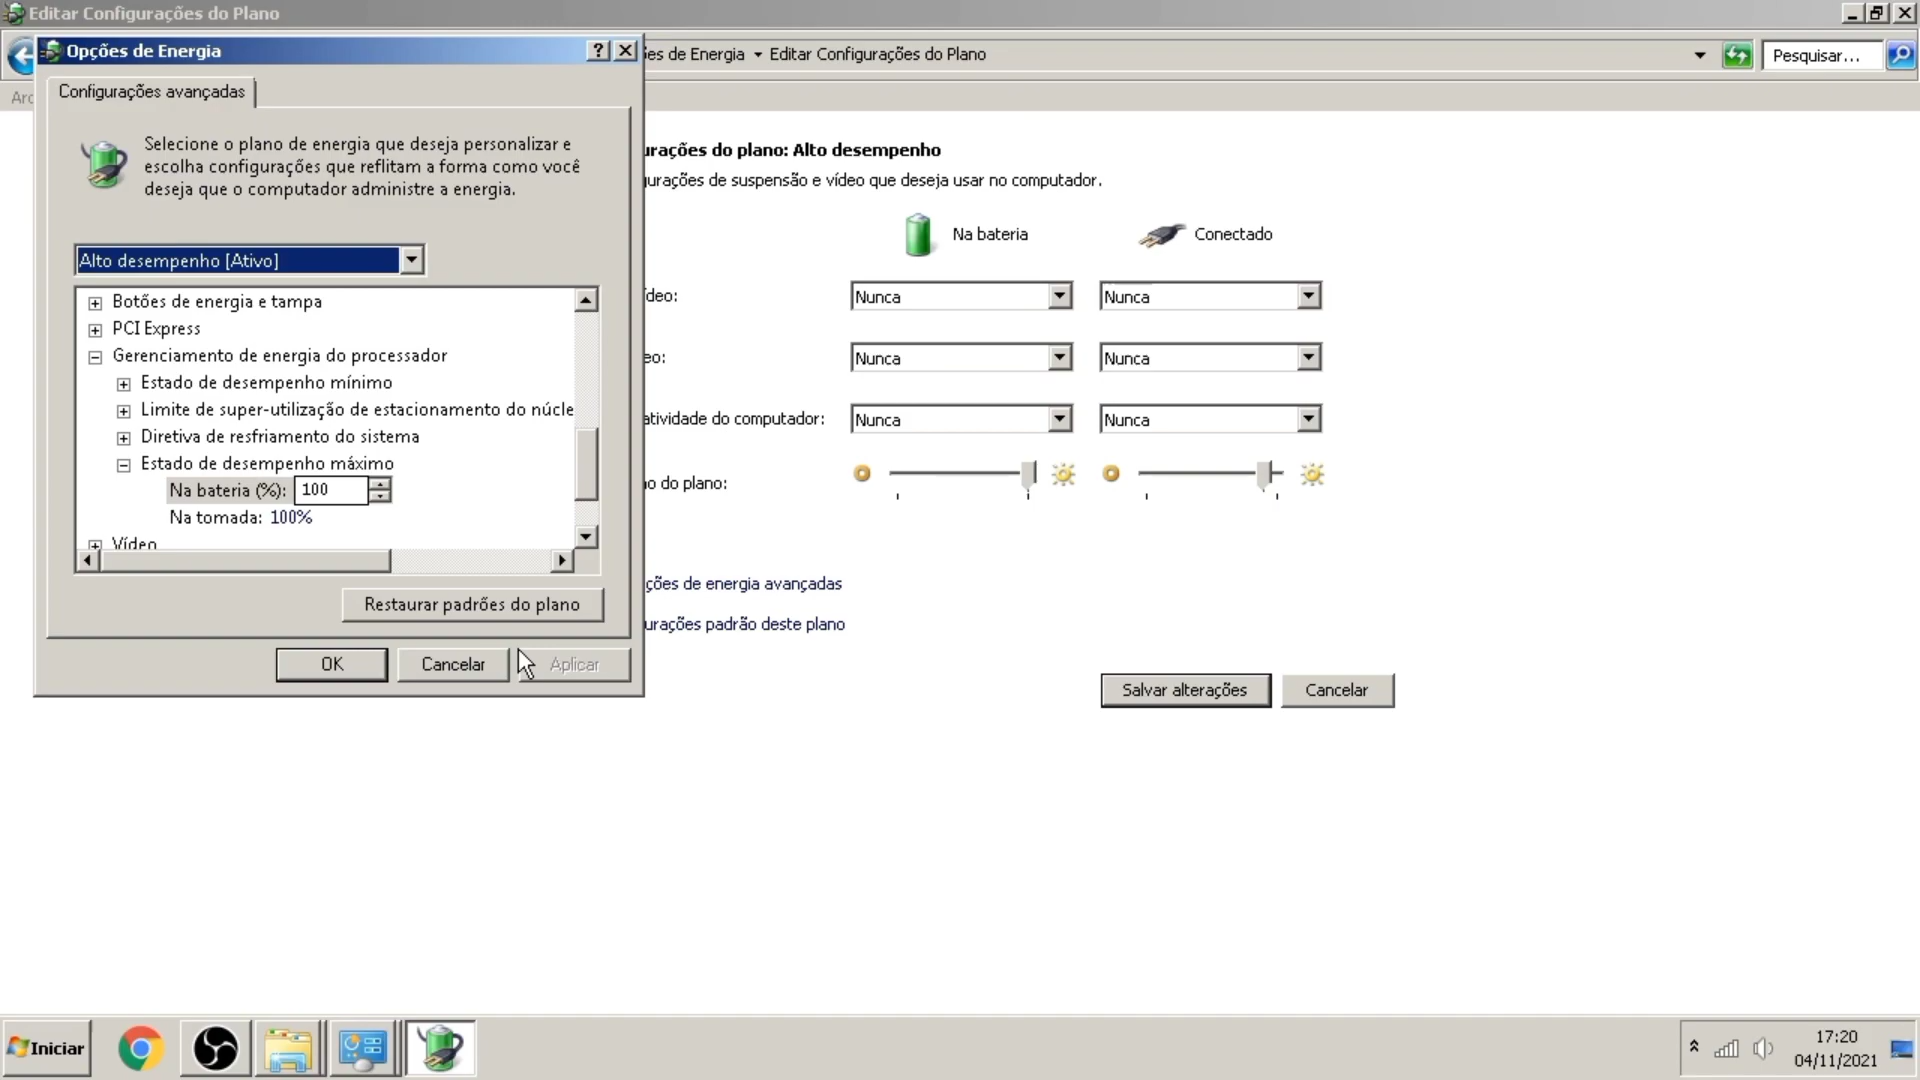 Editar Configurações do Plano
Opções de Energia
ões de Energia
Editar Configurações do Plano
Pesquisar...
Configurações avançadas
Selecione o plano de energia que deseja personalizar e
escolha configurações que reflitam a forma como você
deseja que o computador administre a energia.
Alto desempenho [Ativo]
Botões de energia e tampa
PCI Express
Gerenciamento de energia do processador
Estado de desempenho mínimo
Limite de super-utilização de estacionamento do núcle
Diretiva de resfriamento do sistema
Estado de desempenho máximo
Na bateria (%): 100
Na tomada: 100%
Vídeo
Restaurar padrões do plano
OK
Cancelar
Aplicar
urações do plano: Alto desempenho
gurações de suspensão e vídeo que deseja usar no computador.
Na bateria
Conectado
ídeo: Nunca Nunca
eo: Nunca Nunca
atividade do computador: Nunca Nunca
ho do plano:
ções de energia avançadas
urações padrão deste plano
Salvar alterações
Cancelar
Iniciar
17:20
04/11/2021